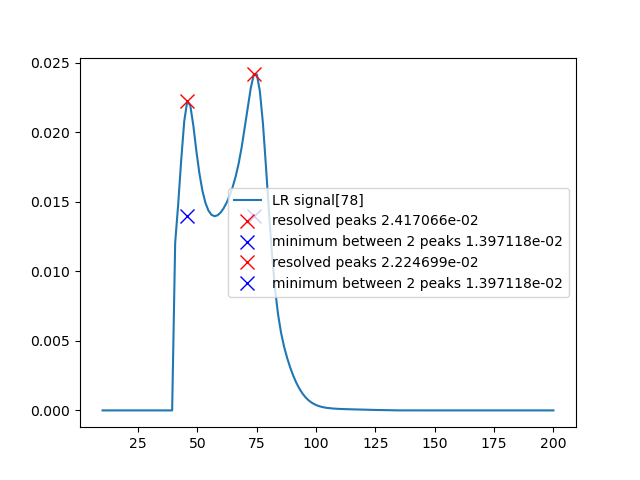 0.025
0.020
0.015
0.010
0.005
0.000
LR signal[78]
resolved peaks 2.417066e-02
minimum between 2 peaks 1.397118e-02
resolved peaks 2.224699e-02
minimum between 2 peaks 1.397118e-02
25 50 75 100 125 150 175 200